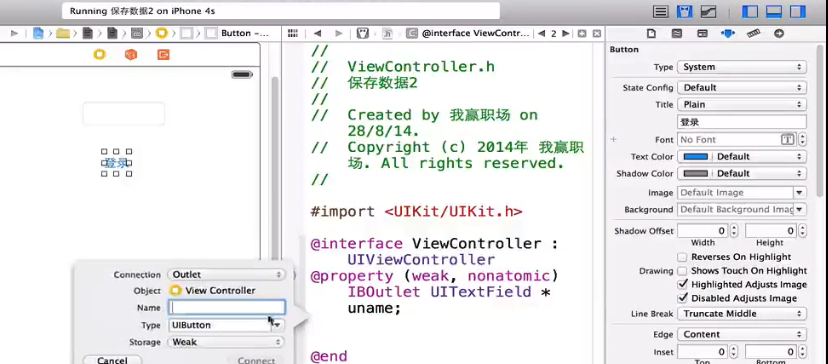 Running 保存数据2 on iPhone 4s
Button
ViewContr...
2
登录
//
// ViewController.h
// 保存数据2
//
// Created by 我赢职场 on
28/8/14.
// Copyright (c) 2014年 我赢职
场. All rights reserved.
//
#import <UIKit/UIKit.h>
@interface ViewController :
UIViewController
@property (weak, nonatomic)
IBOutlet UITextField *
uname;
@end
Connection Outlet
Object View Controller
Name
Type UIButton
Storage Weak
Cancel Connect
Button
Type System
State Config Default
Title Plain
登录
+ Font No Font T
Text Color Default
Shadow Color Default
Image Default Image
Background Default Background Imag
Shadow Offset 0 0
Width Height
Reverses On Highlight
Drawing Shows Touch On Highlight
Highlighted Adjusts Image
Disabled Adjusts Image
Line Break Truncate Middle
Edge Content
Inset 0 0
Top